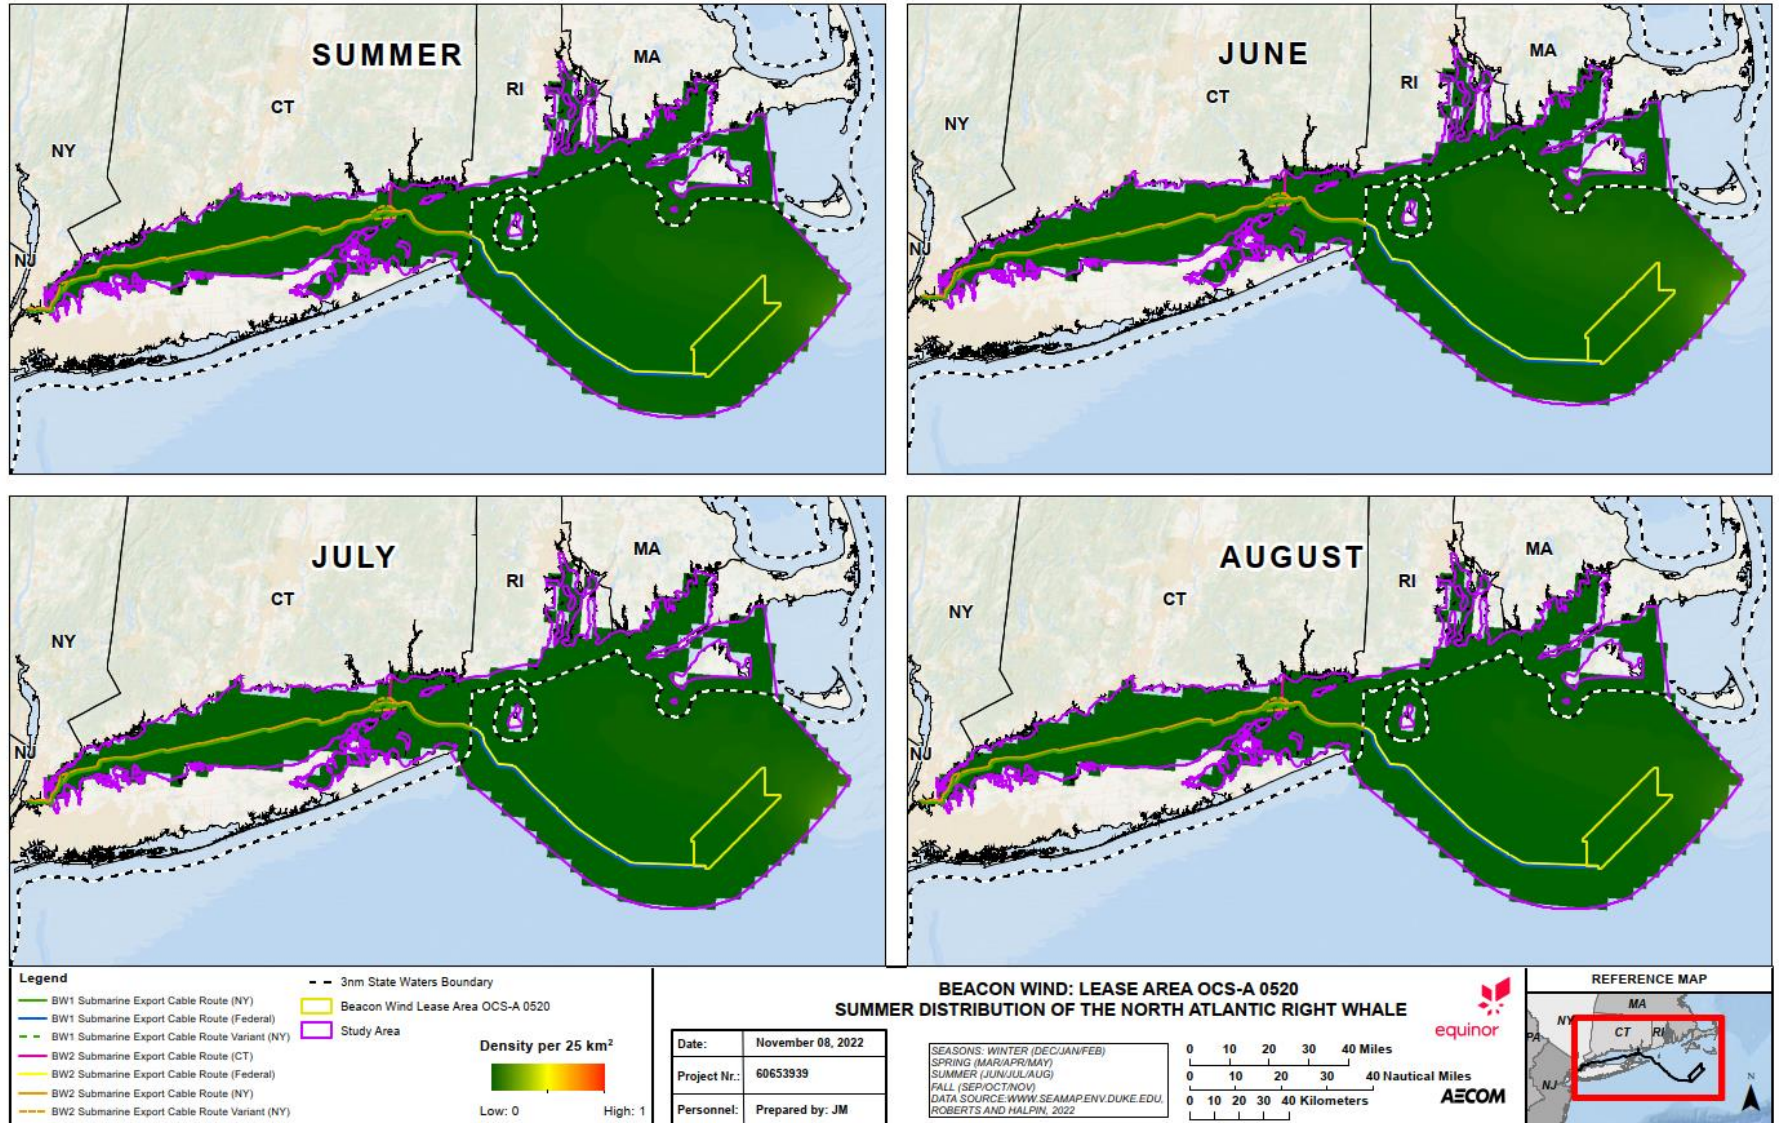 SUMMER
MA
RI
CT
NY
NJ
JUNE
MA
RI
CT
NY
NJ
JULY
MA
RI
CT
NY
NJ
AUGUST
MA
RI
CT
NY
NJ
Legend
BW1 Submarine Export Cable Route (NY)
BW1 Submarine Export Cable Route (Federal)
BW1 Submarine Export Cable Route Variant (NY)
BW2 Submarine Export Cable Route (CT)
BW2 Submarine Export Cable Route (Federal)
BW2 Submarine Export Cable Route (NY)
BW2 Submarine Export Cable Route Variant (NY)
3nm State Waters Boundary
Beacon Wind Lease Area OCS-A 0520
Study Area
Density per 25 km²
Low: 0 High: 1
BEACON WIND: LEASE AREA OCS-A 0520
SUMMER DISTRIBUTION OF THE NORTH ATLANTIC RIGHT WHALE
Date: November 08, 2022
Project Nr.: 60653939
Personnel: Prepared by: JM
SEASONS: WINTER (DEC/JAN/FEB)
SPRING (MAR/APR/MAY)
SUMMER (JUN/JUL/AUG)
FALL (SEP/OCT/NOV)
DATA SOURCE:WWW.SEAMAP.ENV.DUKE.EDU,
ROBERTS AND HALPIN, 2022
0 10 20 30 40 Miles
0 10 20 30 40 Nautical Miles
0 10 20 30 40 Kilometers
equinor
AECOM
REFERENCE MAP
MA
NY
CT
RI
PA
NJ
N